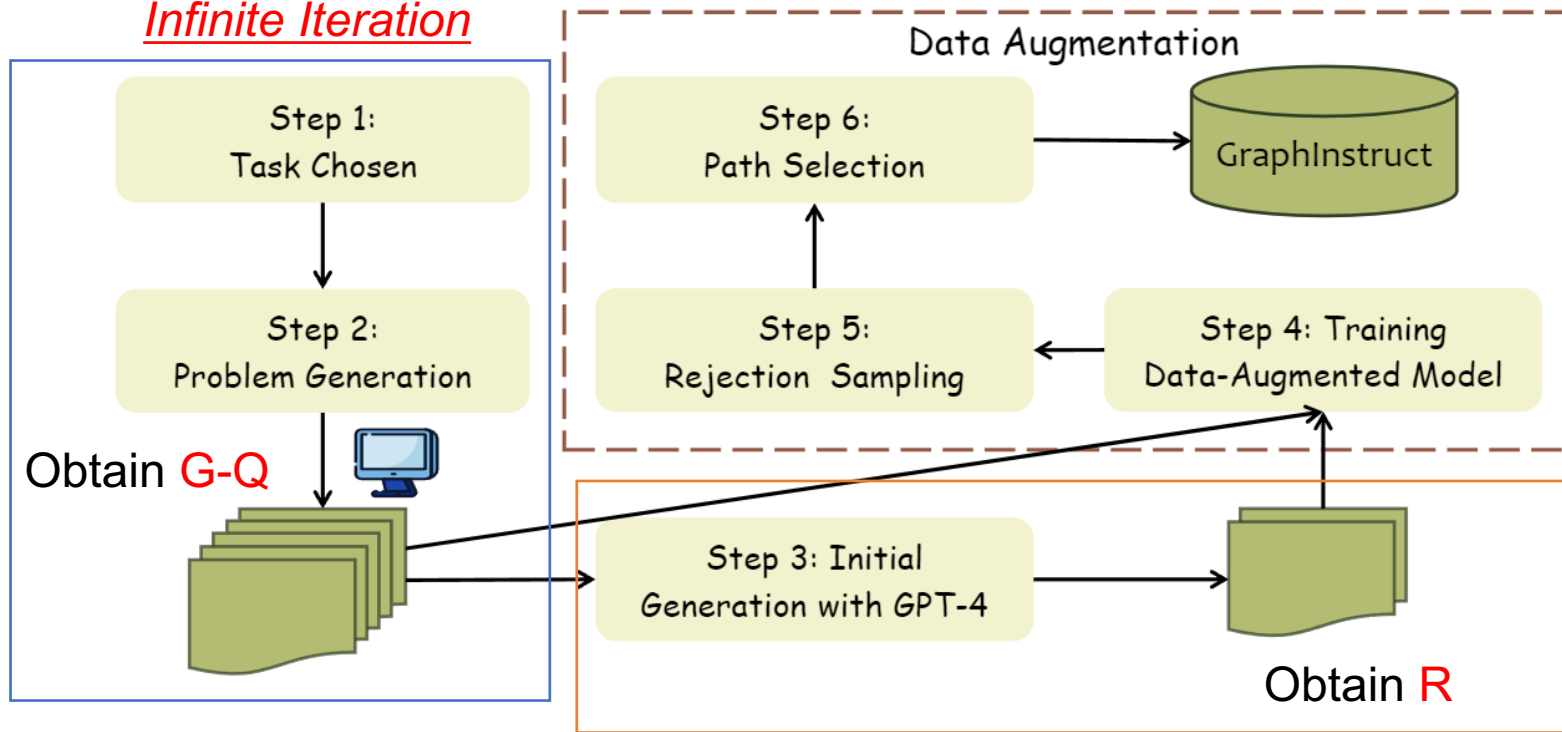 Infinite Iteration
Step 1:
Task Chosen
Step 2:
Problem Generation
Obtain G-Q
Data Augmentation
Step 6:
Path Selection
GraphInstruct
Step 5:
Rejection Sampling
Step 4: Training
Data-Augmented Model
Step 3: Initial
Generation with GPT-4
Obtain R